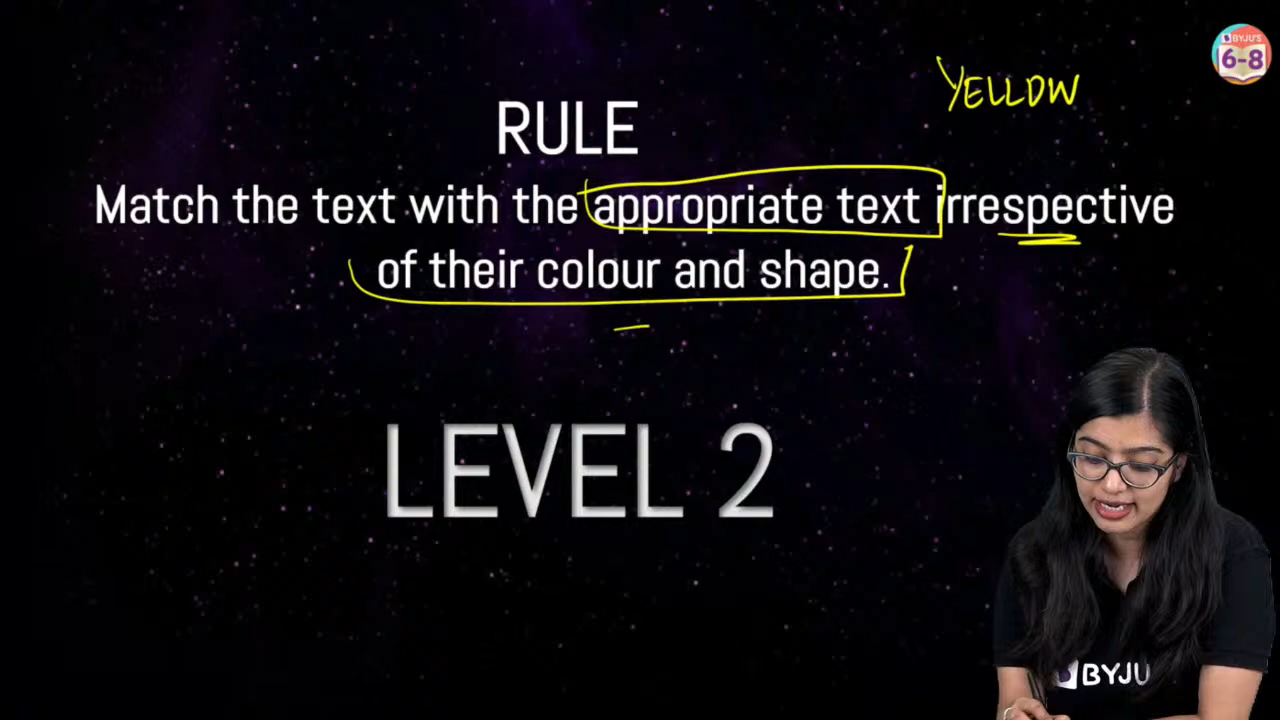 BYJU'S
6-8
YELLOW
RULE
Match the text with the appropriate text irrespective
of their colour and shape.
LEVEL 2
BYJU